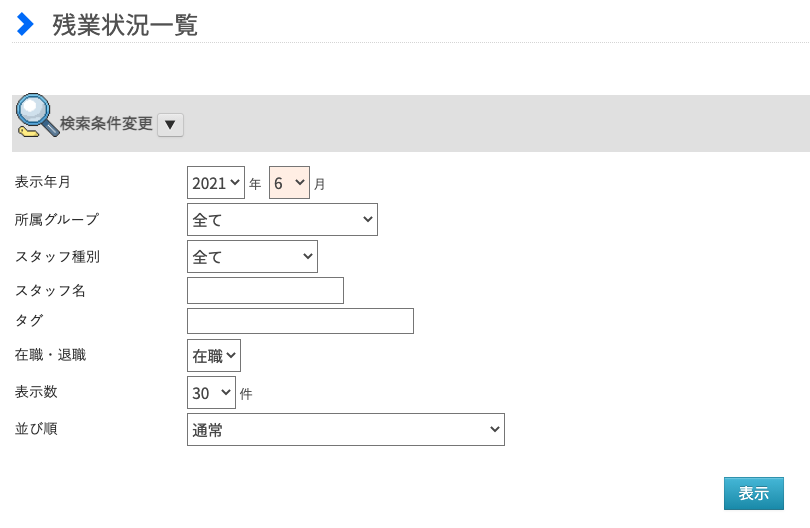 残業状況一覧
検索条件変更 ▼
表示年月 2021 年 6 月
所属グループ 全て
スタッフ種別 全て
スタッフ名
タグ
在職・退職 在職
表示数 30 件
並び順 通常
表示